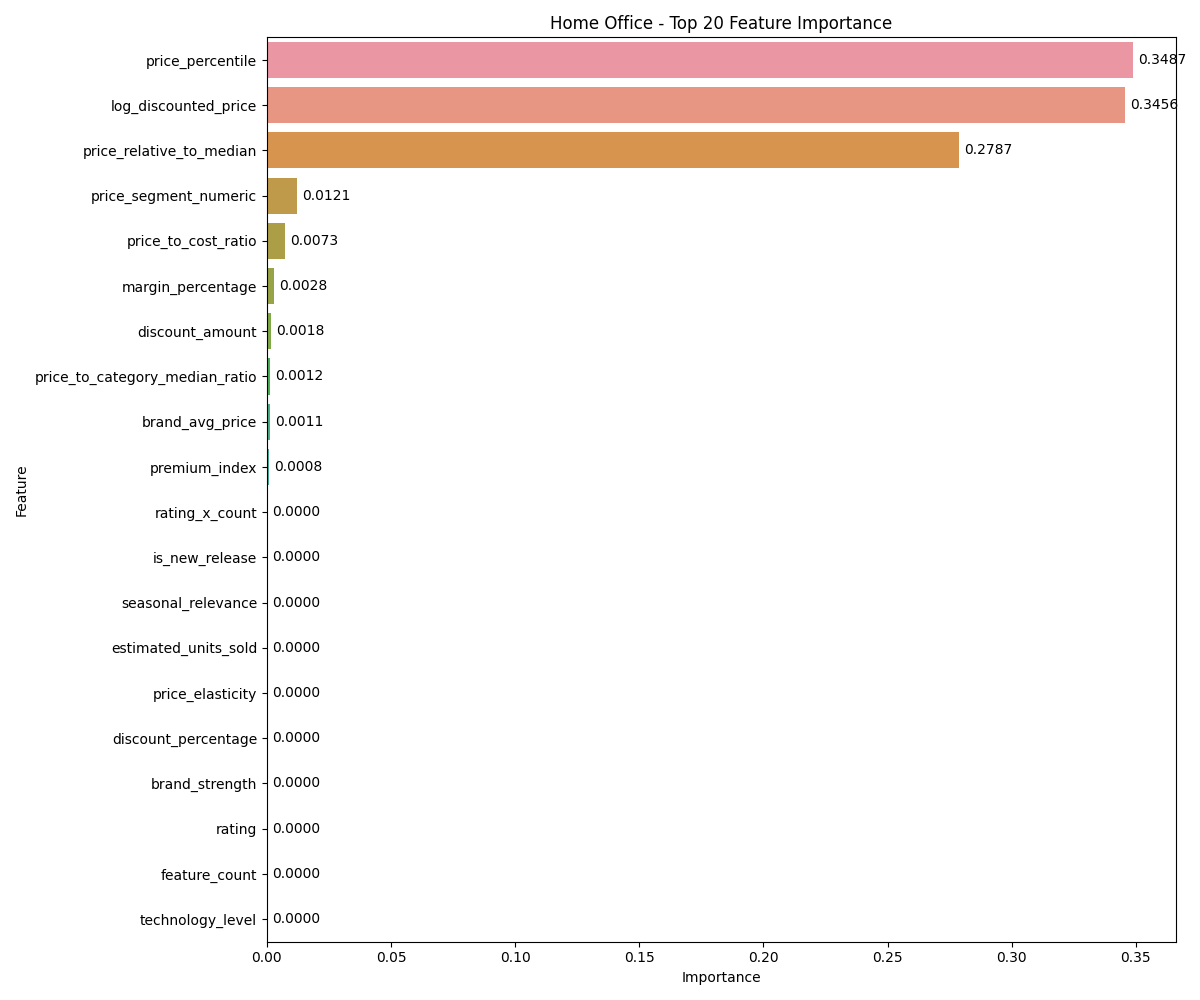 Home Office - Top 20 Feature Importance
price_percentile 0.3487
log_discounted_price 0.3456
price_relative_to_median 0.2787
price_segment_numeric 0.0121
price_to_cost_ratio 0.0073
margin_percentage 0.0028
discount_amount 0.0018
price_to_category_median_ratio 0.0012
brand_avg_price 0.0011
premium_index 0.0008
rating_x_count 0.0000
is_new_release 0.0000
seasonal_relevance 0.0000
estimated_units_sold 0.0000
price_elasticity 0.0000
discount_percentage 0.0000
brand_strength 0.0000
rating 0.0000
feature_count 0.0000
technology_level 0.0000
Feature
0.00 0.05 0.10 0.15 0.20 0.25 0.30 0.35
Importance